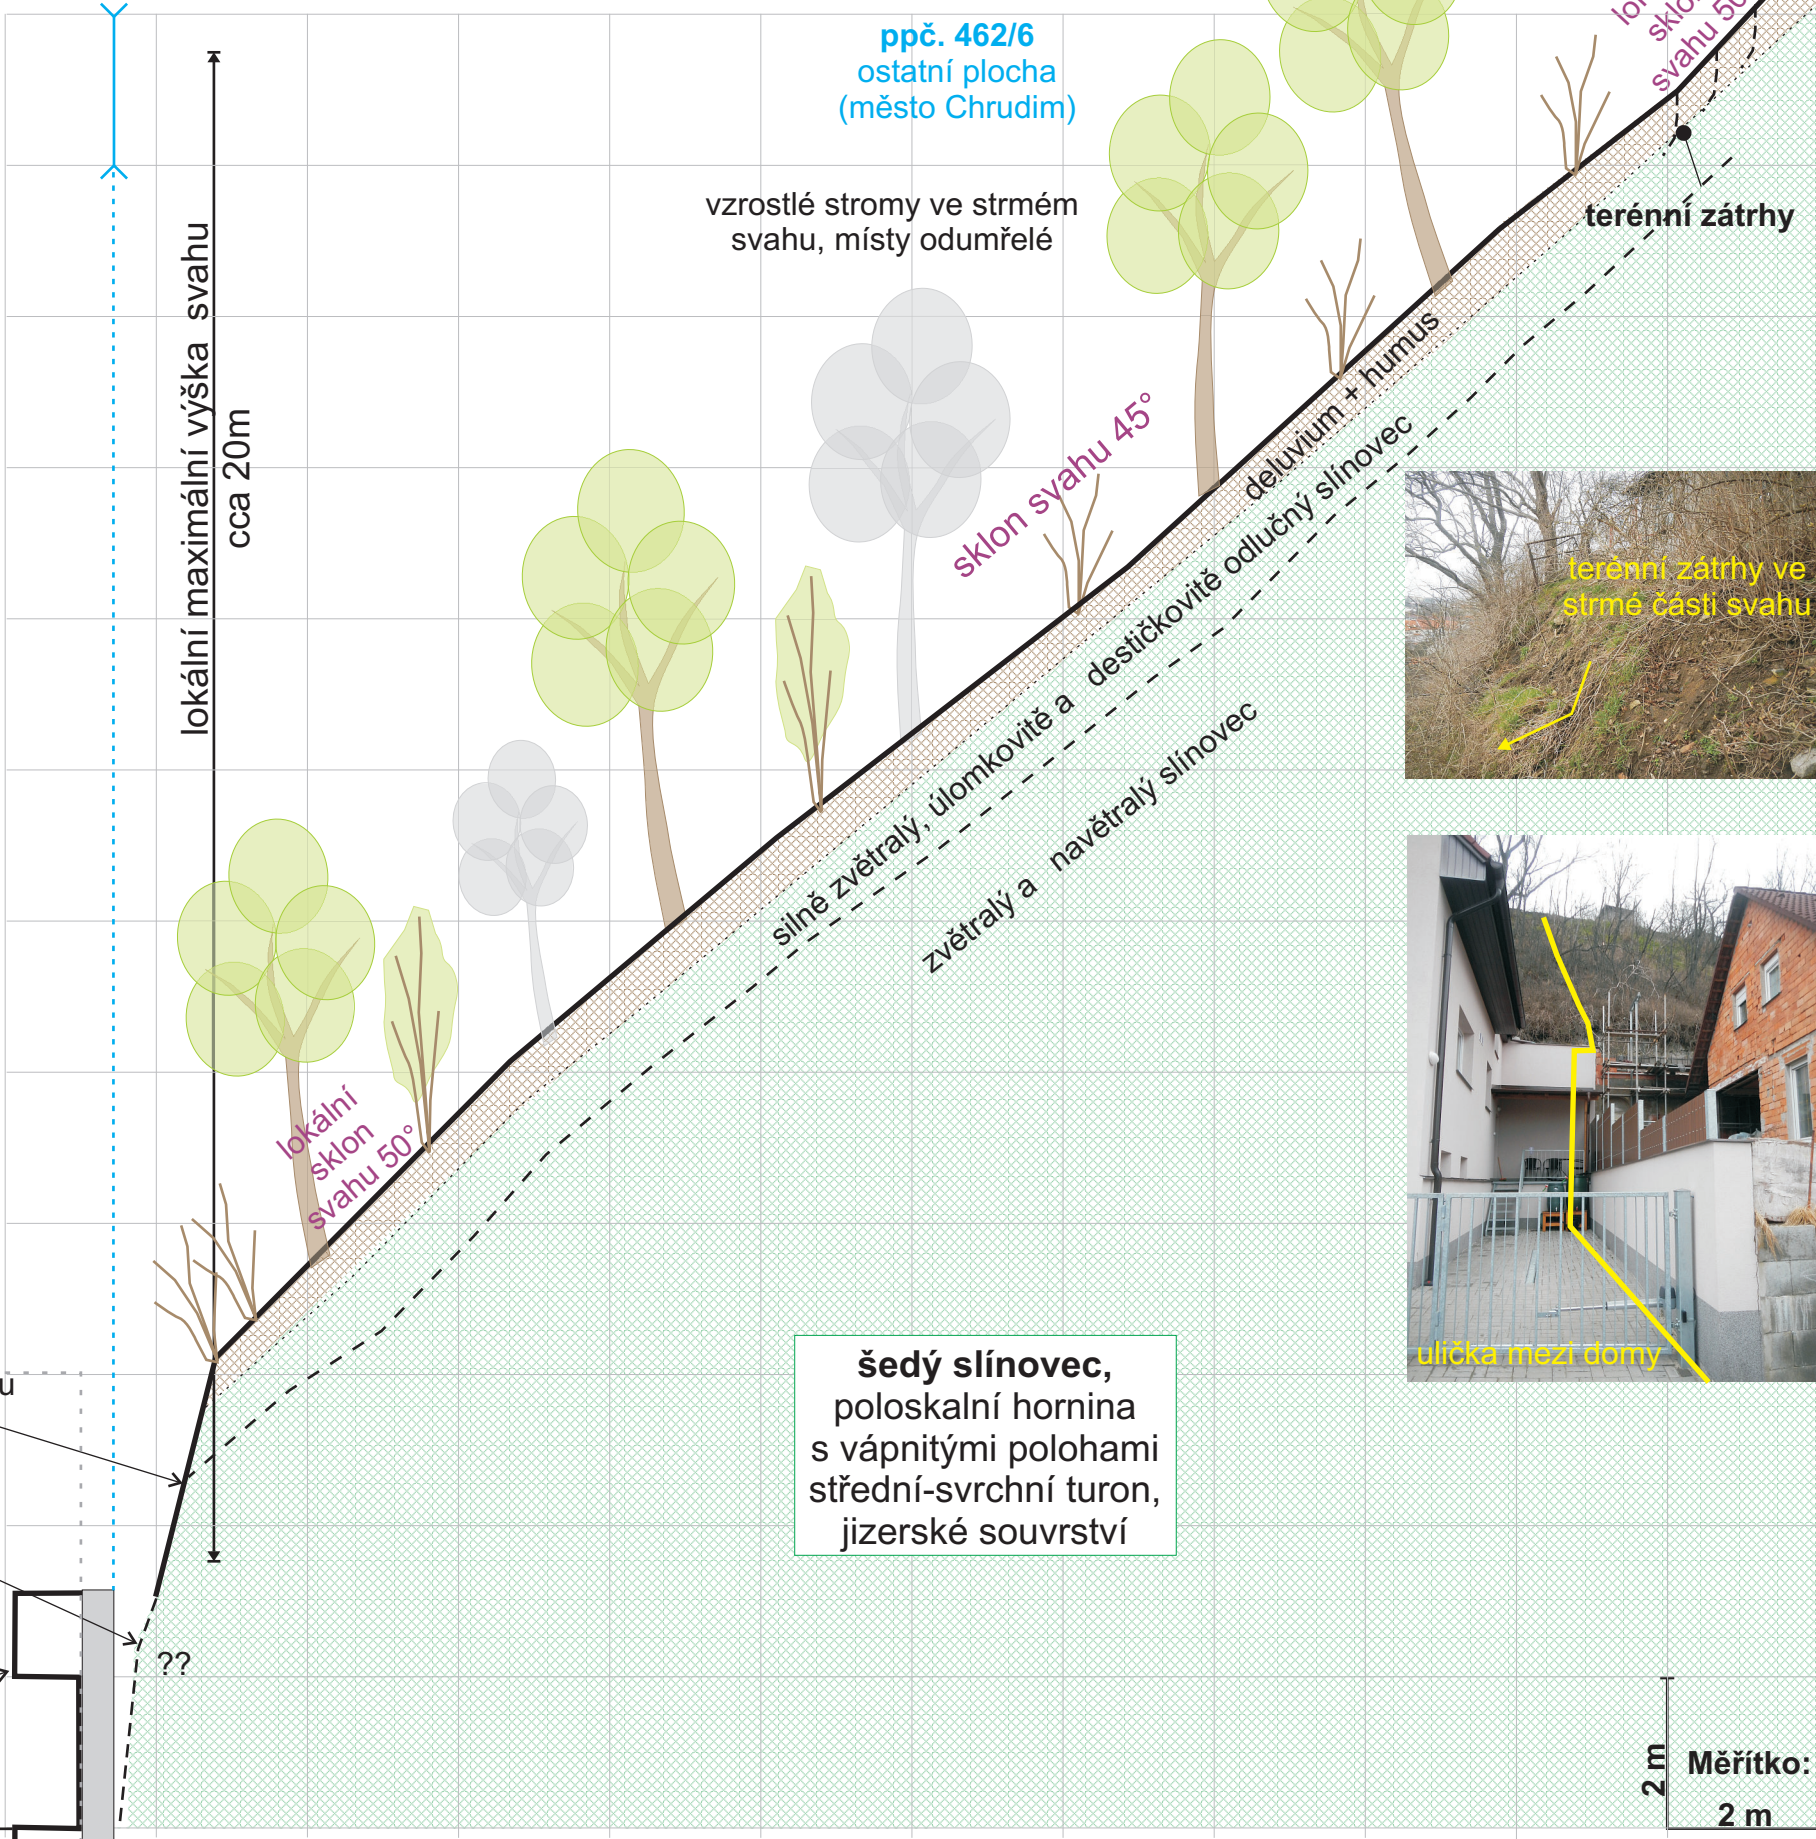 ppč. 462/6
ostatní plocha
(město Chrudim)
svahu 50
vzrostlé stromy ve strmém
svahu, místy odumřelé
terénní zátrhy
lokální maximální výška svahu
cca 20m
sklon svahu 45°
deluvium + humus
silně zvětralý, úlomkovitě a destičkovitě odlučný slínovec
zvětralý a navětralý slínovec
terénní zátrhy ve
strmé části svahu
lokální
sklon
svahu 50°
ulička mezi domy
šedý slínovec,
poloskalní hornina
s vápnitými polohami
střední-svrchní turon,
jizerské souvrství
u
??
2 m
Měřítko:
2 m